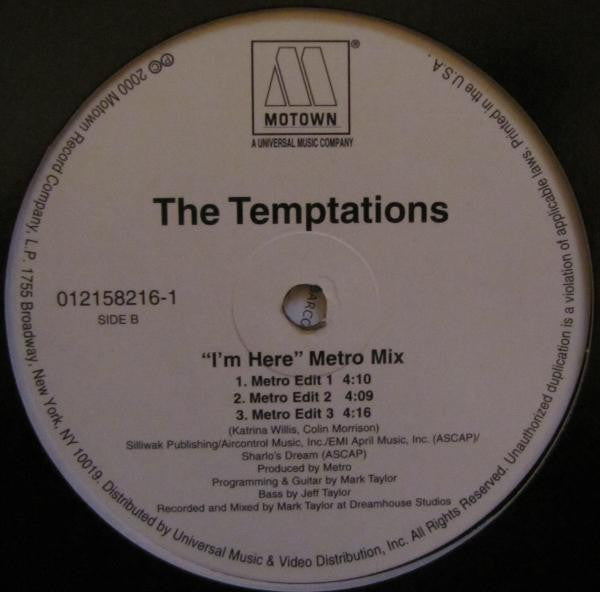 MOTOWN®
A UNIVERSAL MUSIC COMPANY
The Temptations
012158216-1
SIDE B
"I'm Here" Metro Mix
1. Metro Edit 1 4:10
2. Metro Edit 2 4:09
3. Metro Edit 3 4:16
(Katrina Willis, Colin Morrison)
Silliwak Publishing/Aircontrol Music, Inc./EMI April Music, Inc. (ASCAP)/
Sharlo's Dream (ASCAP)
Produced by Metro
Programming & Guitar by Mark Taylor
Bass by Jeff Taylor
Recorded and Mixed by Mark Taylor at Dreamhouse Studios
℗© 2000 Motown Record Company, L.P. 1755 Broadway, New York, NY 10019. Distributed by Universal Music & Video Distribution, Inc. All Rights Reserved. Unauthorized duplication is a violation of applicable laws. Printed in the U.S.A.